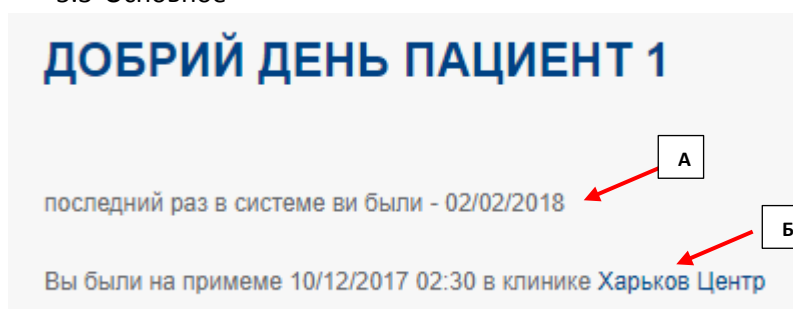 ДОБРИЙ ДЕНЬ ПАЦИЕНТ 1
А
последний раз в системе ви были - 02/02/2018
Б
Вы были на примеме 10/12/2017 02:30 в клинике Харьков Центр